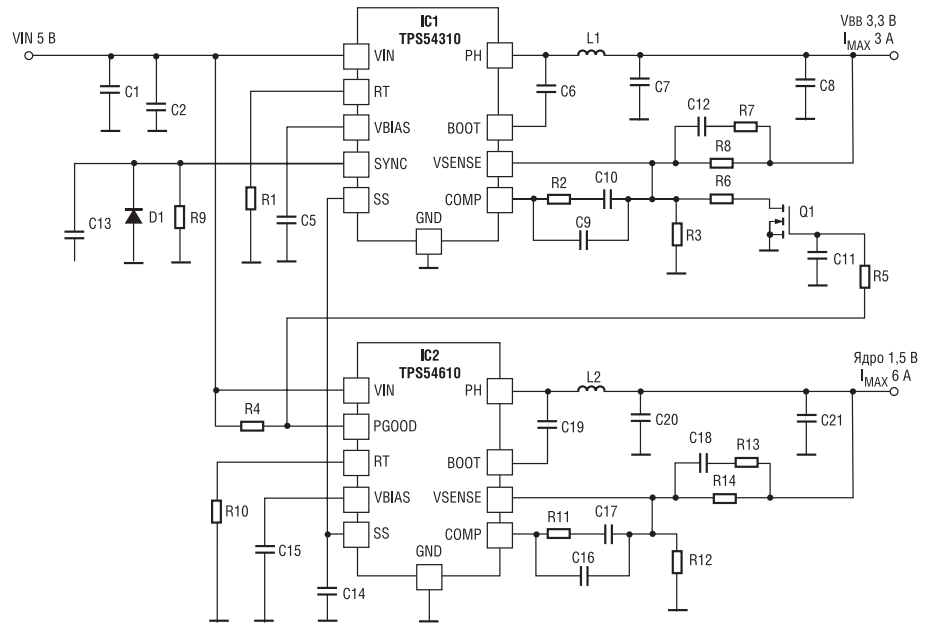 VIN 5 В
IC1
TPS54310
VIN
RT
VBIAS
SYNC
SS
PH
BOOT
VSENSE
COMP
GND
C1
C2
C13
D1
R9
R1
C5
C6
L1
C7
C8
VBB 3,3 В
IMAX 3 А
C12
R7
R8
R2
C10
C9
R6
R3
Q1
C11
R5
IC2
TPS54610
VIN
PGOOD
RT
VBIAS
SS
PH
BOOT
VSENSE
COMP
GND
R4
R10
C15
C14
L2
C19
C20
C21
Ядро 1,5 В
IMAX 6 А
C18
R13
R14
R11
C17
C16
R12